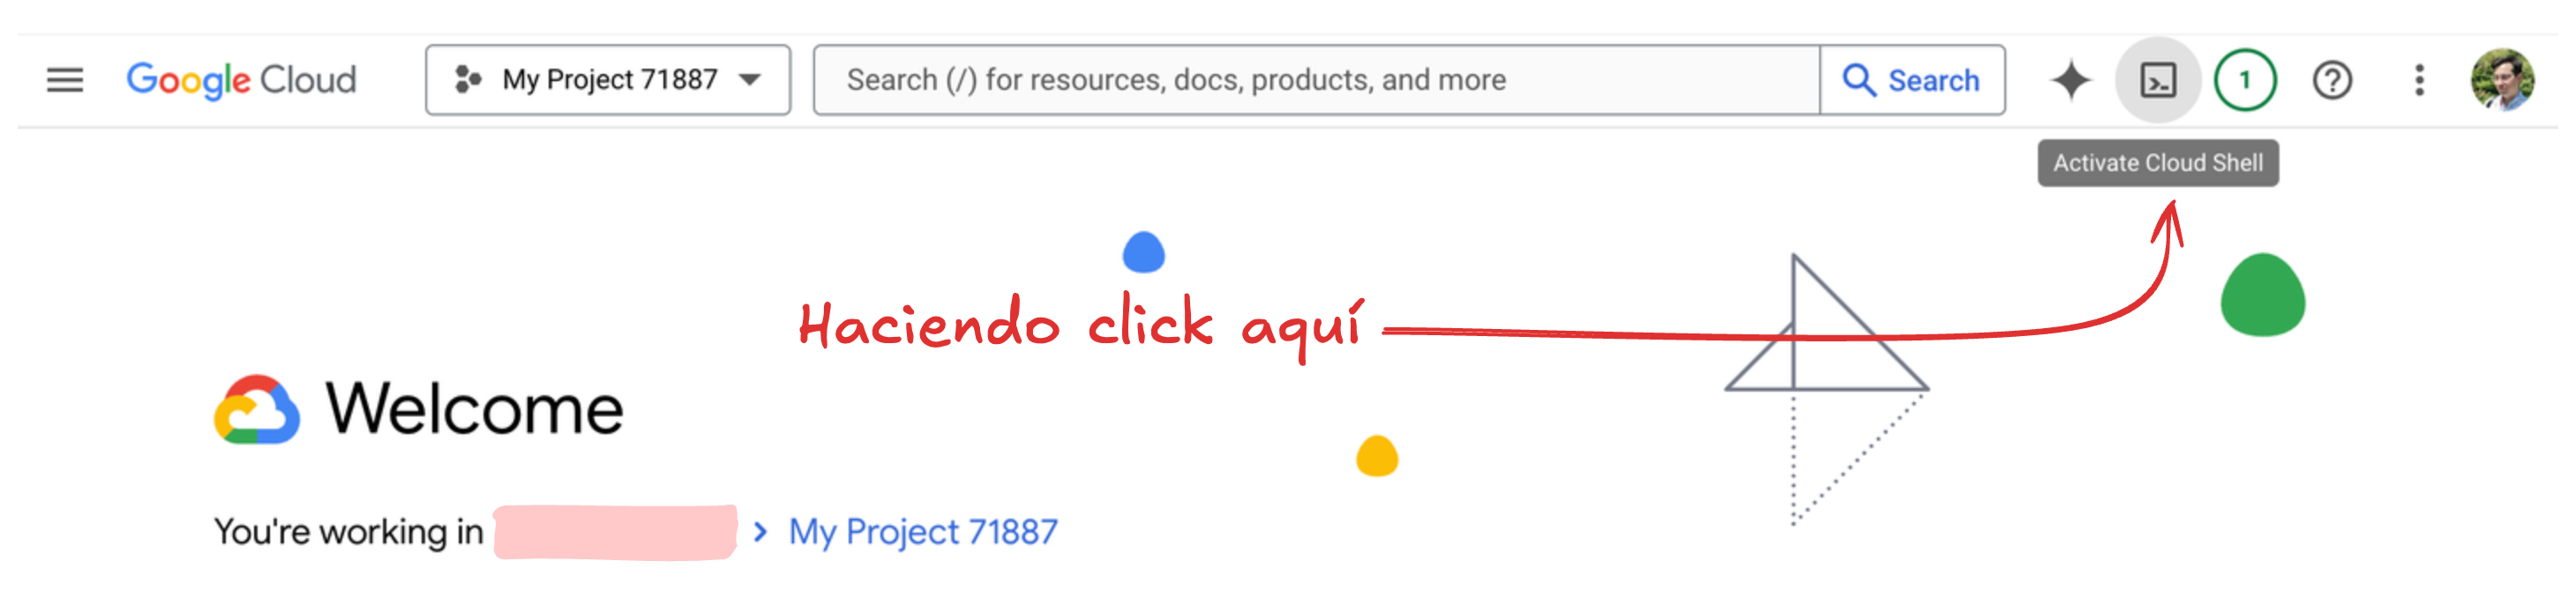 Google Cloud
My Project 71887
Search (/) for resources, docs, products, and more
Search
1
Activate Cloud Shell
Haciendo click aquí
Welcome
You're working in > My Project 71887